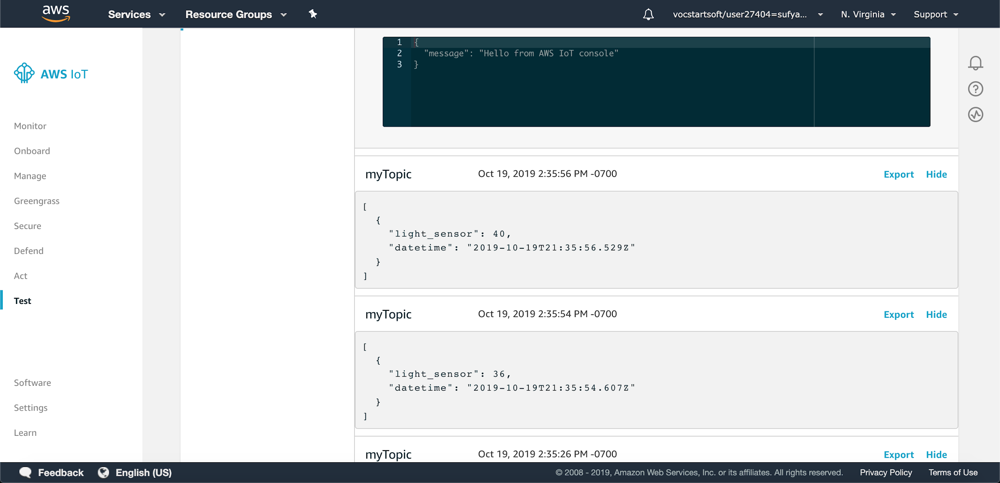 aws
Services
Resource Groups
vocstartsoft/user27404=sufya...
N. Virginia
Support
AWS IoT
Monitor
Onboard
Manage
Greengrass
Secure
Defend
Act
Test
Software
Settings
Learn
1 {
2 "message": "Hello from AWS IoT console"
3 }
myTopic Oct 19, 2019 2:35:56 PM -0700 Export Hide
[
{
"light_sensor": 40,
"datetime": "2019-10-19T21:35:56.529Z"
}
]
myTopic Oct 19, 2019 2:35:54 PM -0700 Export Hide
[
{
"light_sensor": 36,
"datetime": "2019-10-19T21:35:54.607Z"
}
]
myTopic Oct 19, 2019 2:35:26 PM -0700 Export Hide
Feedback
English (US)
© 2008 - 2019, Amazon Web Services, Inc. or its affiliates. All rights reserved.
Privacy Policy
Terms of Use